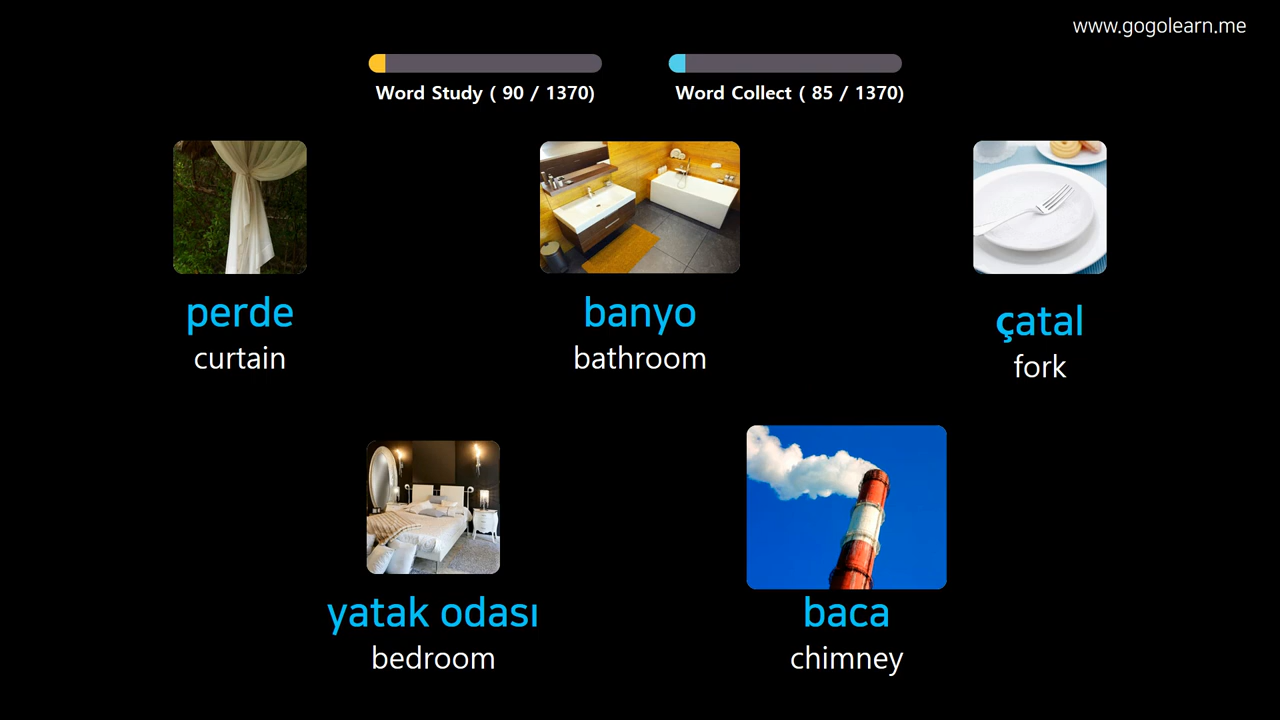 www.gogolearn.me
Word Study ( 90 / 1370)
Word Collect ( 85 / 1370)
perde
curtain
banyo
bathroom
çatal
fork
yatak odası
bedroom
baca
chimney